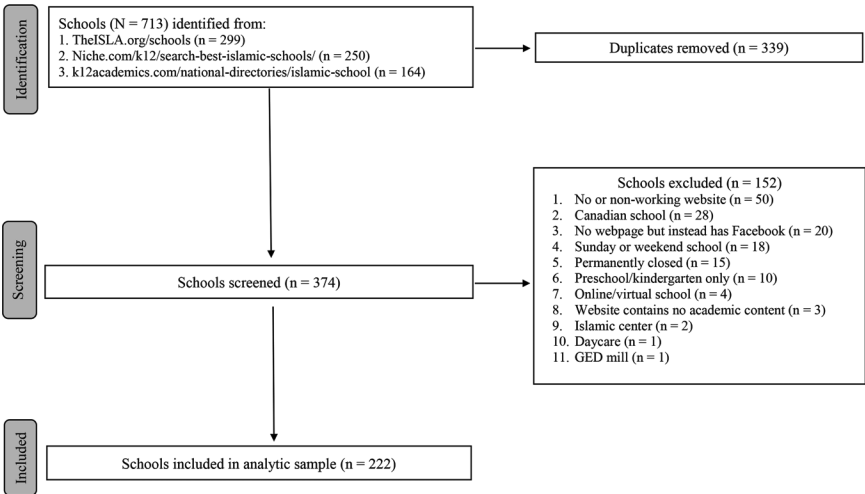 Identification
Schools (N = 713) identified from:
1. TheISLA.org/schools (n = 299)
2. Niche.com/k12/search-best-islamic-schools/ (n = 250)
3. k12academics.com/national-directories/islamic-school (n = 164)
Duplicates removed (n = 339)
Screening
Schools screened (n = 374)
Schools excluded (n = 152)
1. No or non-working website (n = 50)
2. Canadian school (n = 28)
3. No webpage but instead has Facebook (n = 20)
4. Sunday or weekend school (n = 18)
5. Permanently closed (n = 15)
6. Preschool/kindergarten only (n = 10)
7. Online/virtual school (n = 4)
8. Website contains no academic content (n = 3)
9. Islamic center (n = 2)
10. Daycare (n = 1)
11. GED mill (n = 1)
Included
Schools included in analytic sample (n = 222)